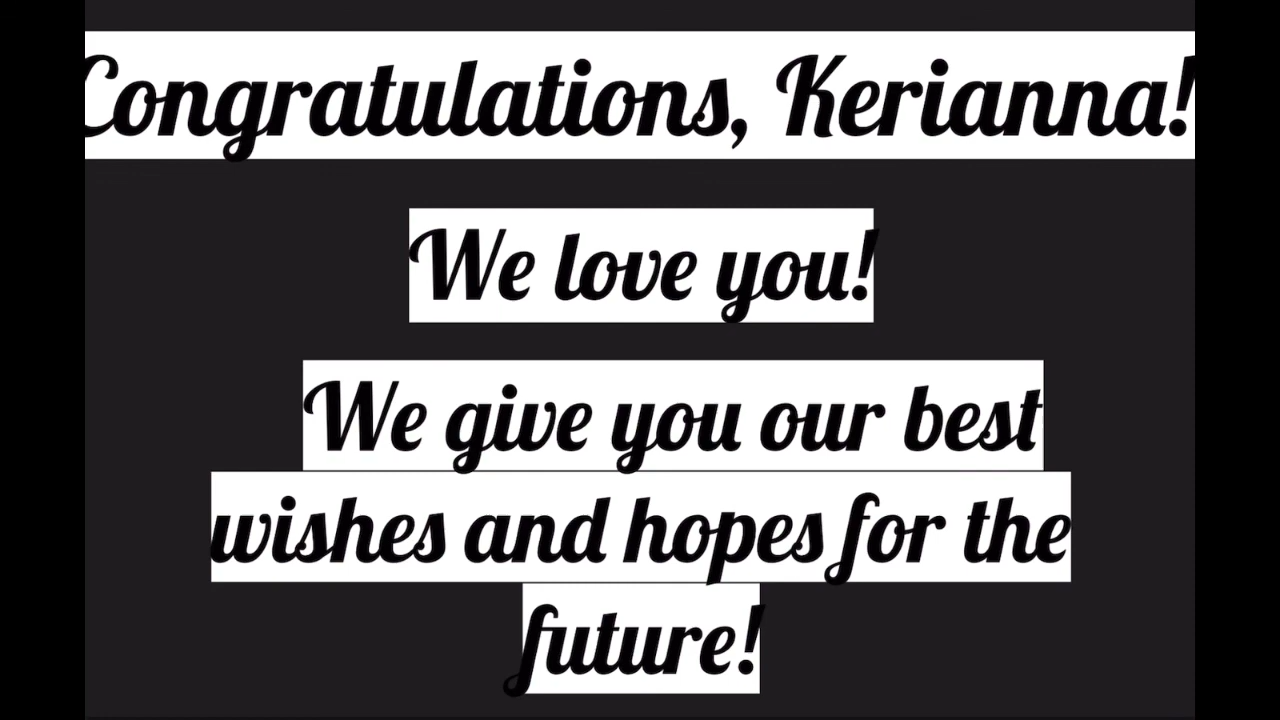 Congratulations, Kerianna!
We love you!
We give you our best
wishes and hopes for the
future!